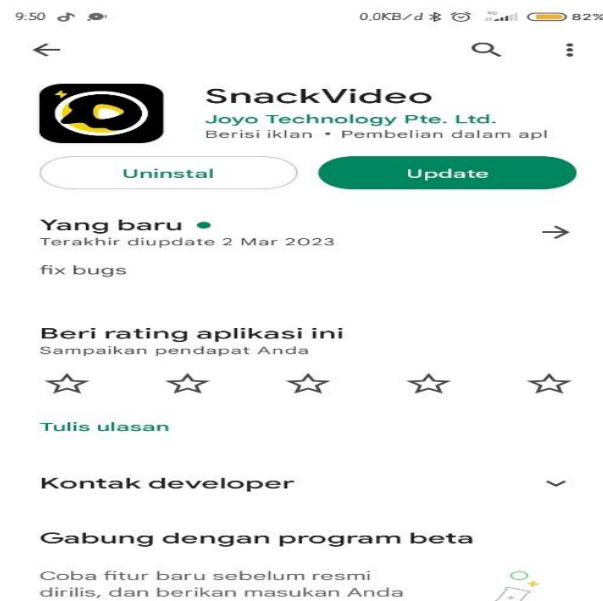 9:50
0,0KB/d
82%
SnackVideo
Joyo Technology Pte. Ltd.
Berisi iklan • Pembelian dalam apl
Uninstal
Update
Yang baru •
Terakhir diupdate 2 Mar 2023
fix bugs
Beri rating aplikasi ini
Sampaikan pendapat Anda
Tulis ulasan
Kontak developer
Gabung dengan program beta
Coba fitur baru sebelum resmi
dirilis, dan berikan masukan Anda